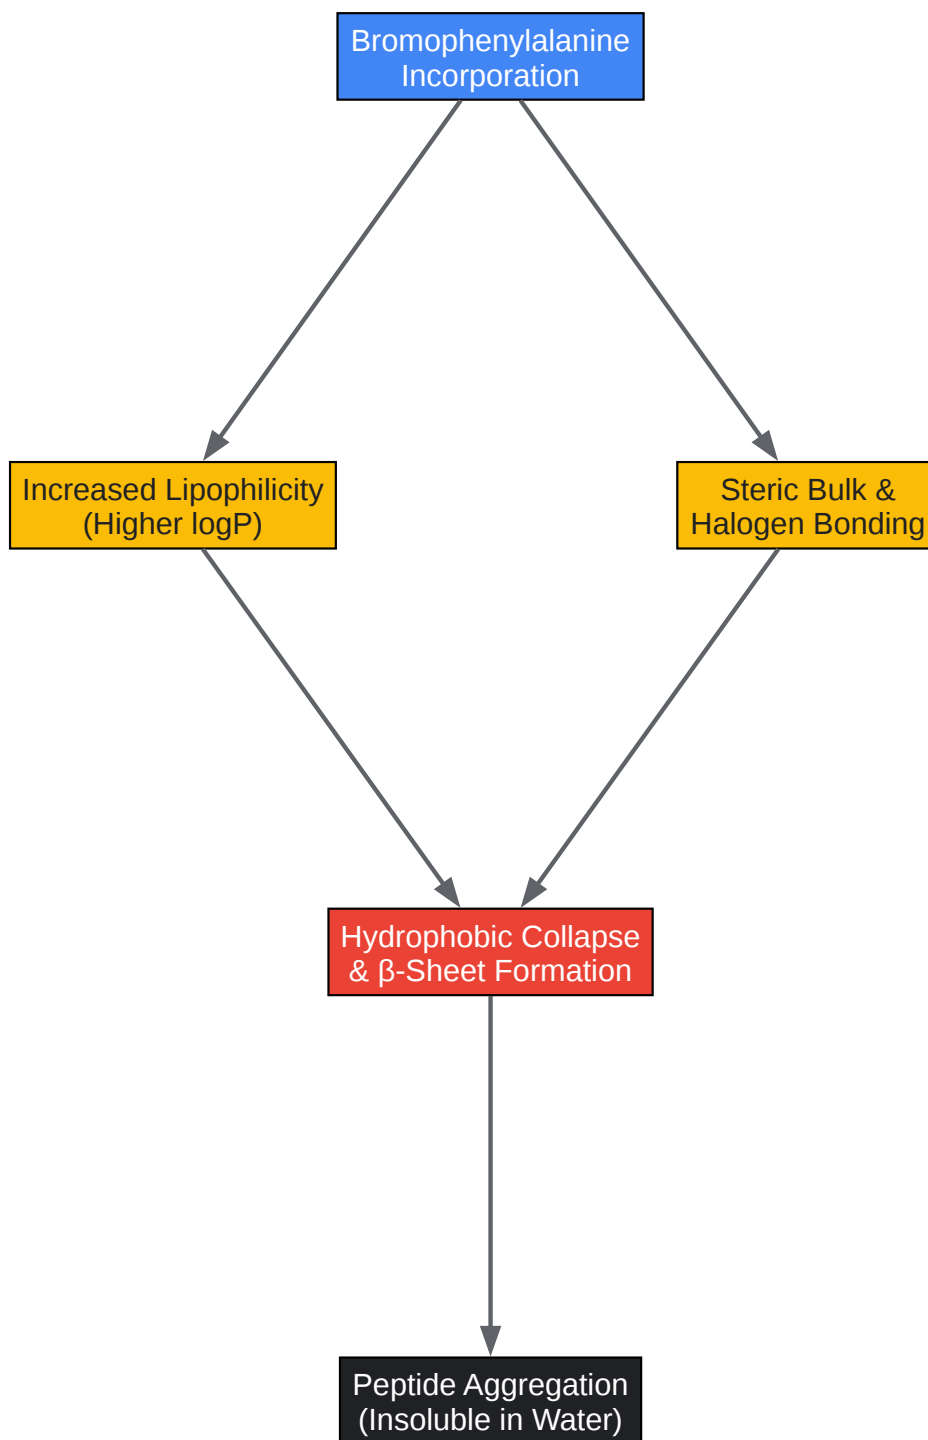 Bromophenylalanine
Incorporation
Increased Lipophilicity
(Higher logP)
Steric Bulk &
Halogen Bonding
Hydrophobic Collapse
& β-Sheet Formation
Peptide Aggregation
(Insoluble in Water)